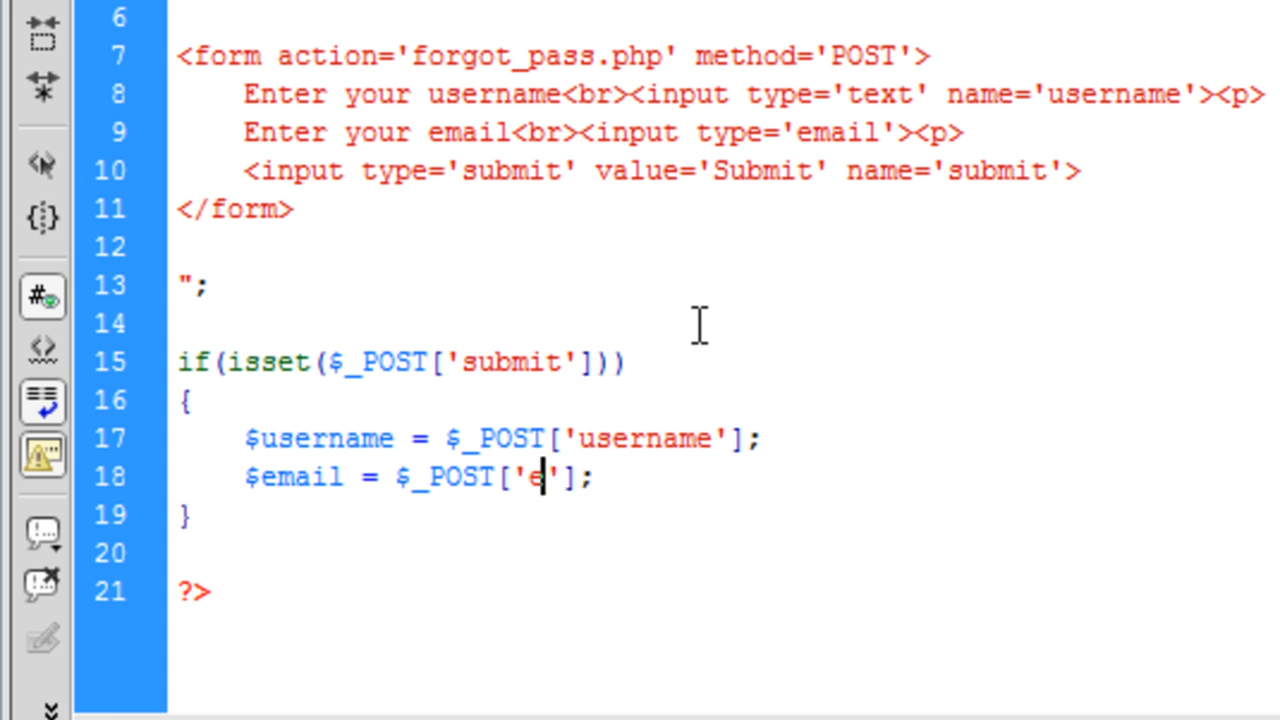 6
7 <form action='forgot_pass.php' method='POST'>
8 Enter your username<br><input type='text' name='username'><p>
9 Enter your email<br><input type='email'><p>
10 <input type='submit' value='Submit' name='submit'>
11 </form>
12
13 ";
14
15 if(isset($_POST['submit']))
16 {
17 $username = $_POST['username'];
18 $email = $_POST['e'];
19 }
20
21 ?>